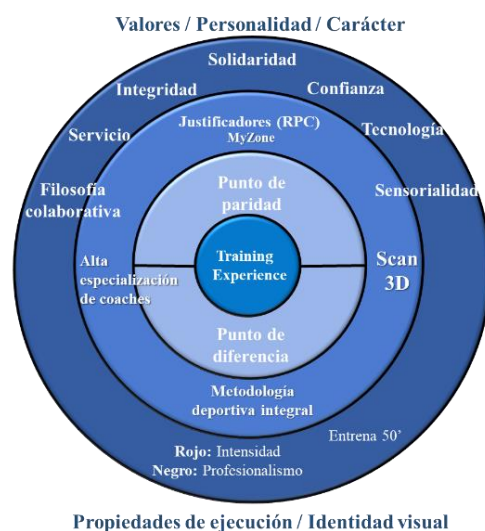 Valores / Personalidad / Carácter
Solidaridad
Integridad
Confianza
Servicio
Justificadores (RPC)
MyZone
Tecnología
Filosofía
colaborativa
Punto de
paridad
Sensorialidad
Alta
especialización
de coaches
Training
Experience
Scan
3D
Punto de
diferencia
Metodología
deportiva integral
Entrena 50’
Rojo: Intensidad
Negro: Profesionalismo
Propiedades de ejecución / Identidad visual